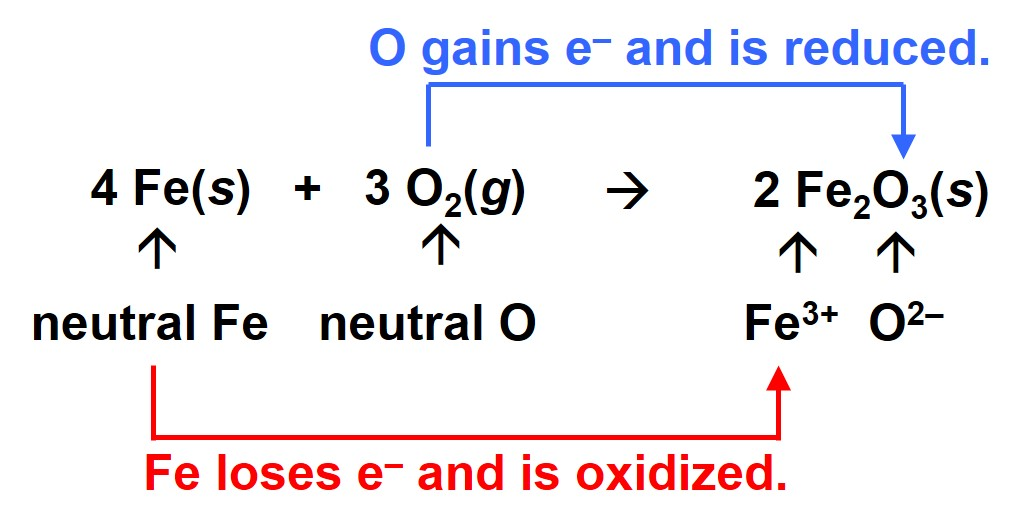 O gains e⁻ and is reduced.
4 Fe(s) + 3 O₂(g) → 2 Fe₂O₃(s)
↑ ↑ ↑ ↑
neutral Fe neutral O Fe³⁺ O²⁻
Fe loses e⁻ and is oxidized.